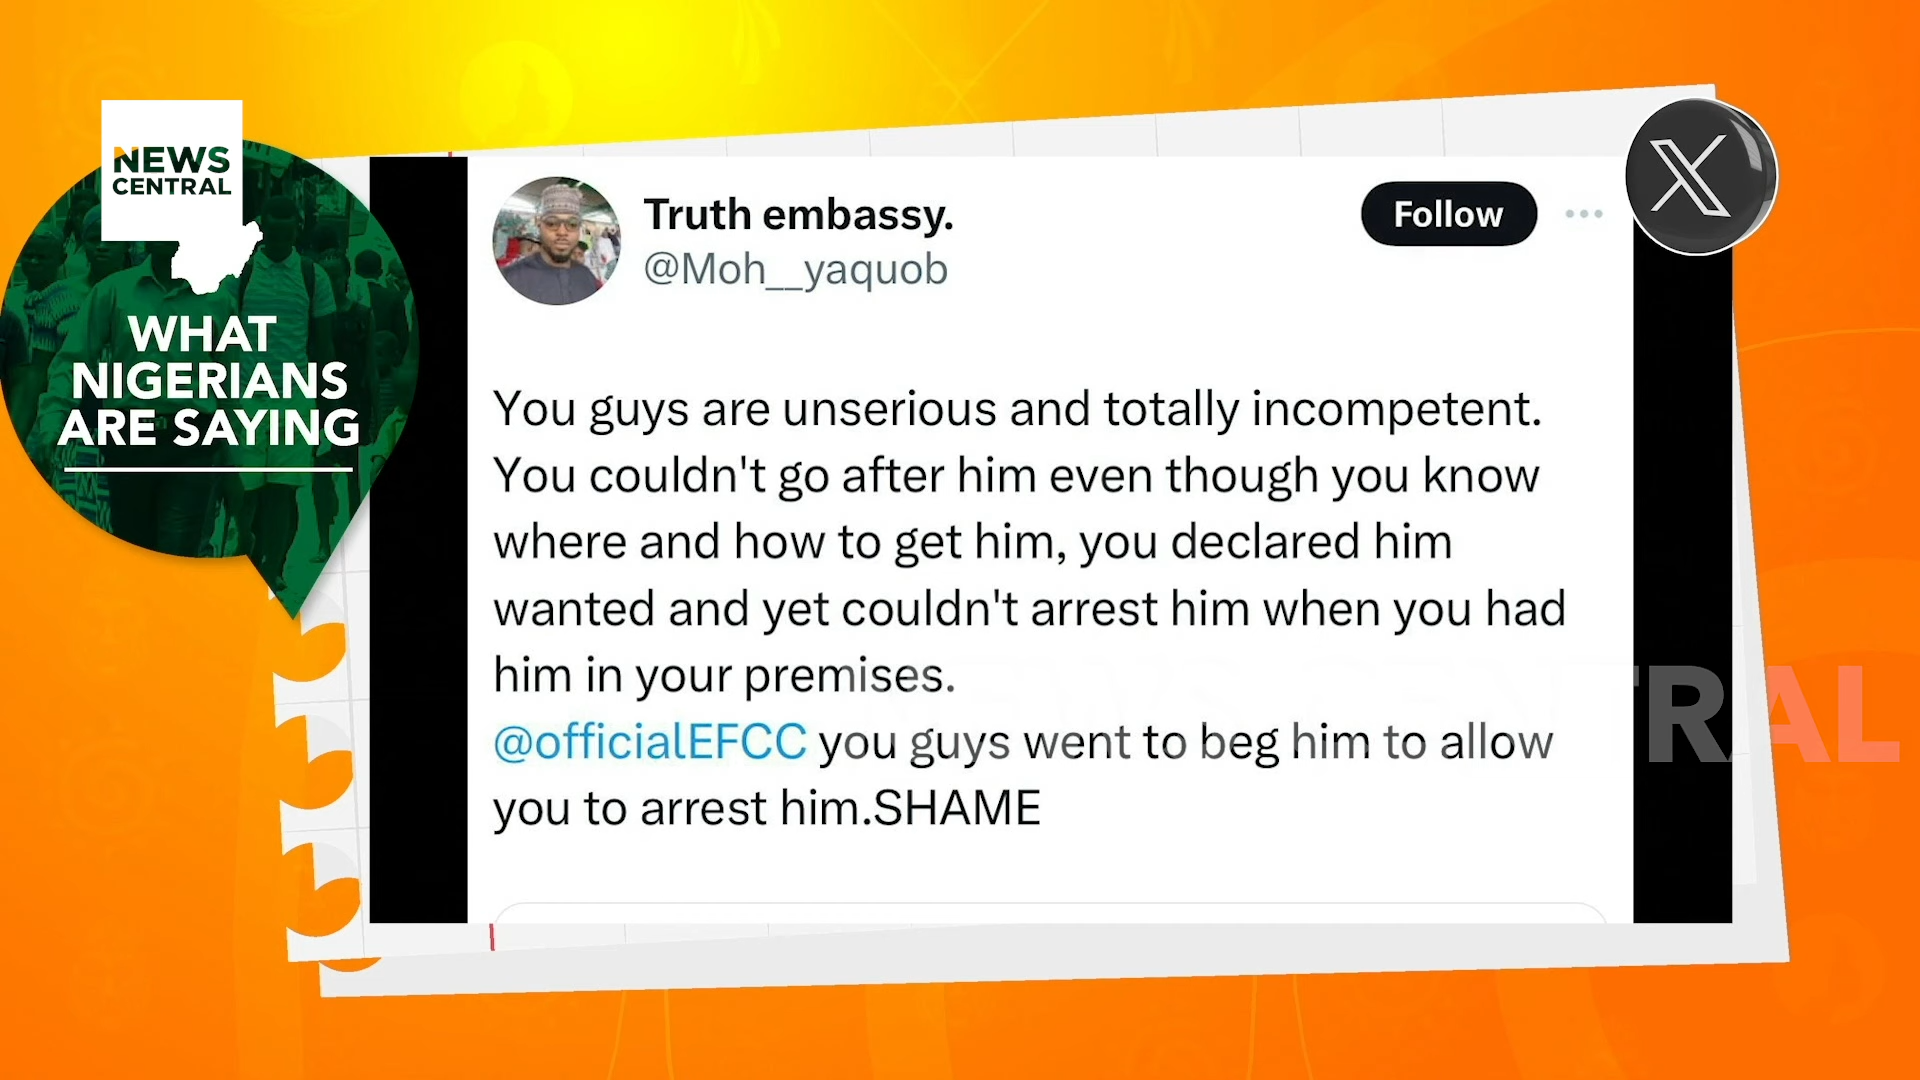 NEWS
CENTRAL
WHAT
NIGERIANS
ARE SAYING
Truth embassy.
@Moh__yaquob
Follow
X
You guys are unserious and totally incompetent.
You couldn't go after him even though you know
where and how to get him, you declared him
wanted and yet couldn't arrest him when you had
him in your premises.
@officialEFCC you guys went to beg him to allow
you to arrest him.SHAME
NEWS CENTRAL